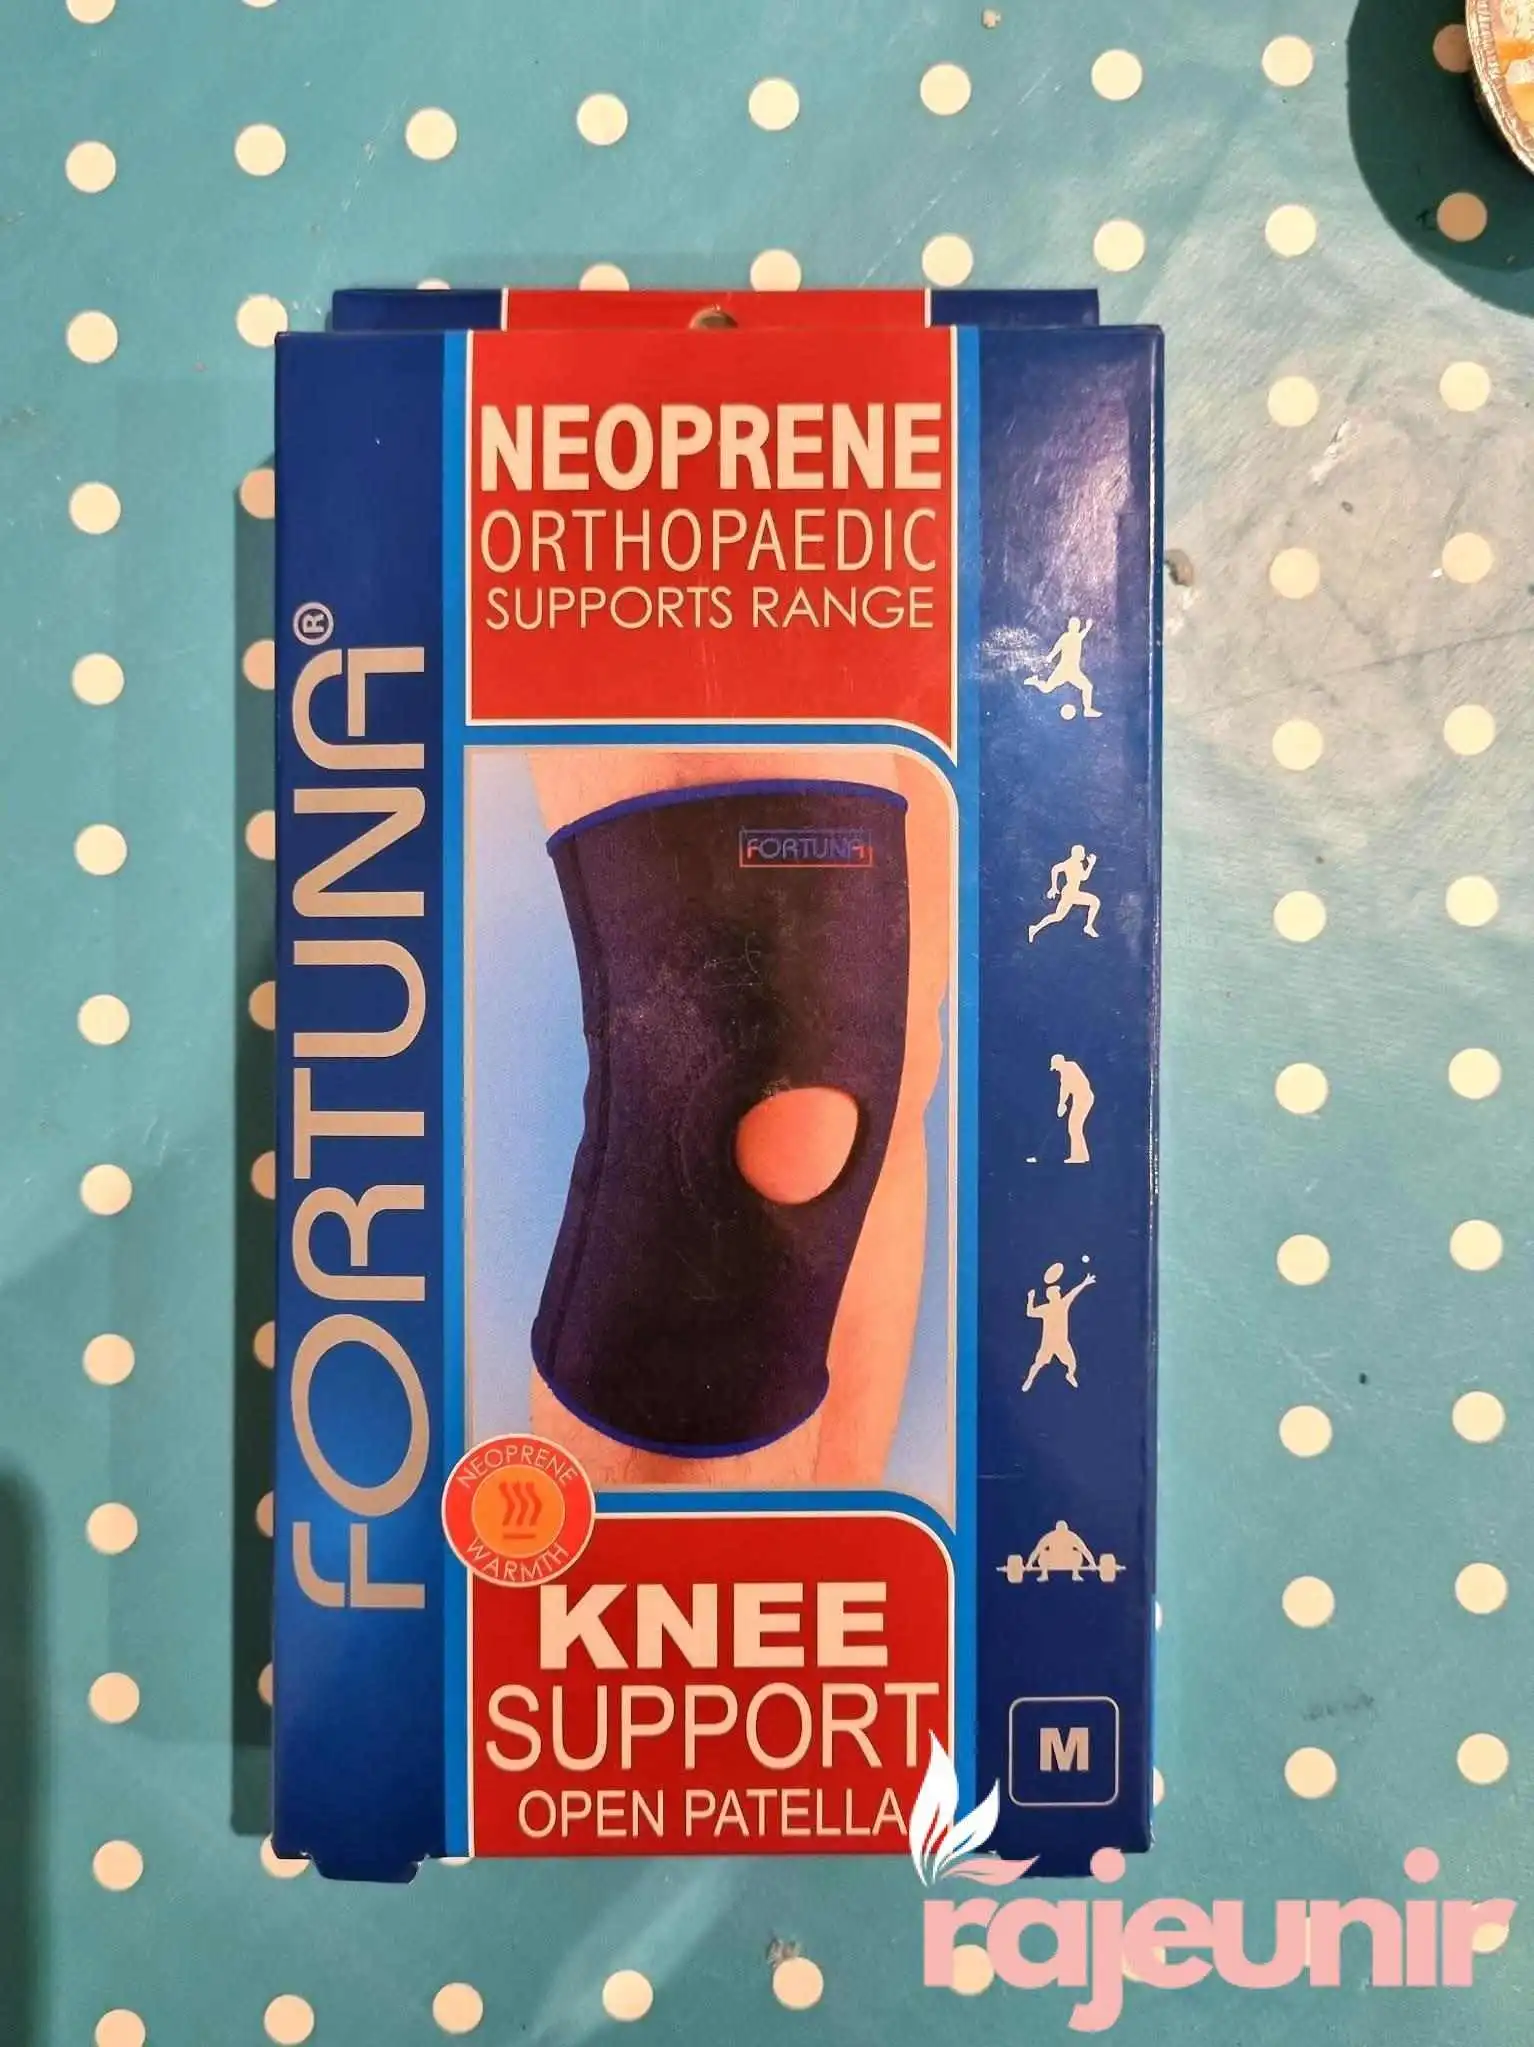 NEOPRENE
ORTHOPAEDIC
SUPPORTS RANGE
FORTUNA®
FORTUNA
NEOPRENE
WARMTH
KNEE
SUPPORT
OPEN PATELLA
M
rajeunir